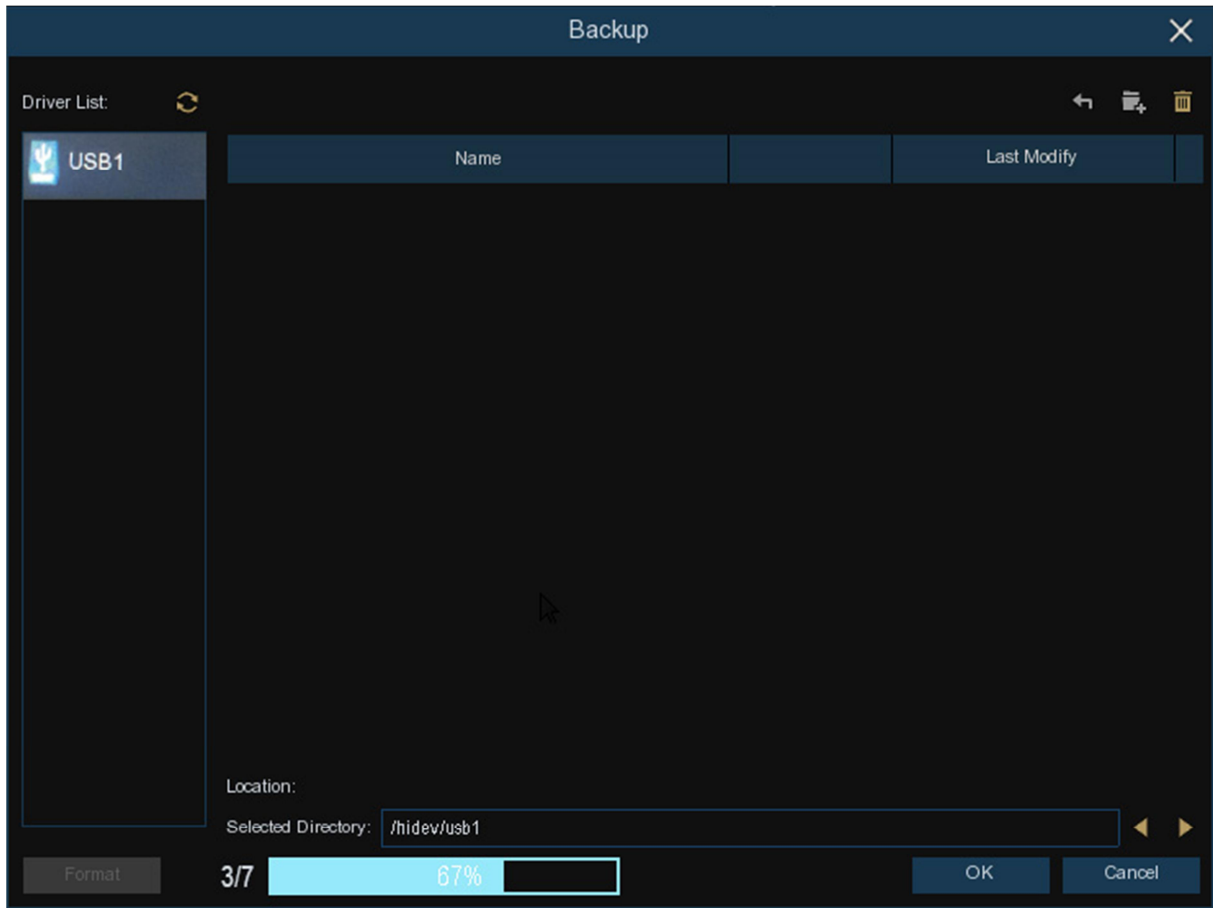 Backup
Driver List:
USB1
Name
Last Modify
Location:
Selected Directory: /hidev/usb1
Format 3/7 67% OK Cancel